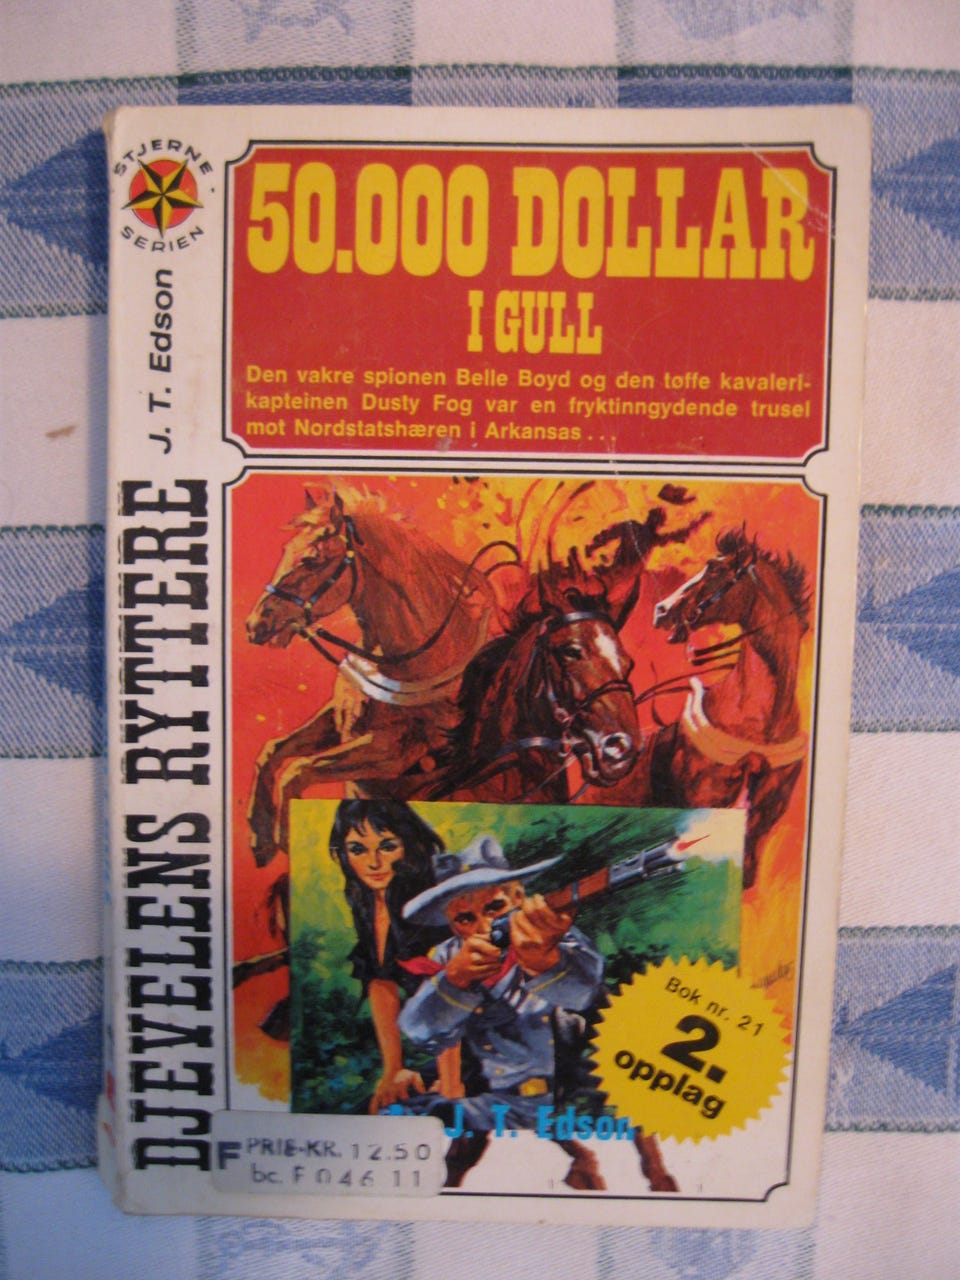 STJERNE
SERIEN
J. T. Edson
DJEVELENS RYTTERE
50.000 DOLLAR
I GULL
Den vakre spionen Belle Boyd og den tøffe kavaleri-
kapteinen Dusty Fog var en fryktinngydende trusel
mot Nordstatshæren i Arkansas...
Bok nr. 21
2.
opplag
J. T. Edson
F PRIS-KR. 12.50
bc. F 046 11